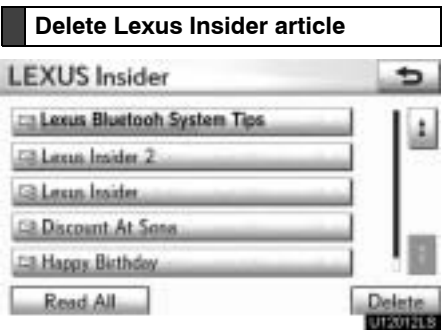 Delete Lexus Insider article
LEXUS Insider
Lexus Bluetooh System Tips
Lexus Insider 2
Lexus Insider
Discount At Sona
Happy Birthday
Read All
Delete
U12012LS